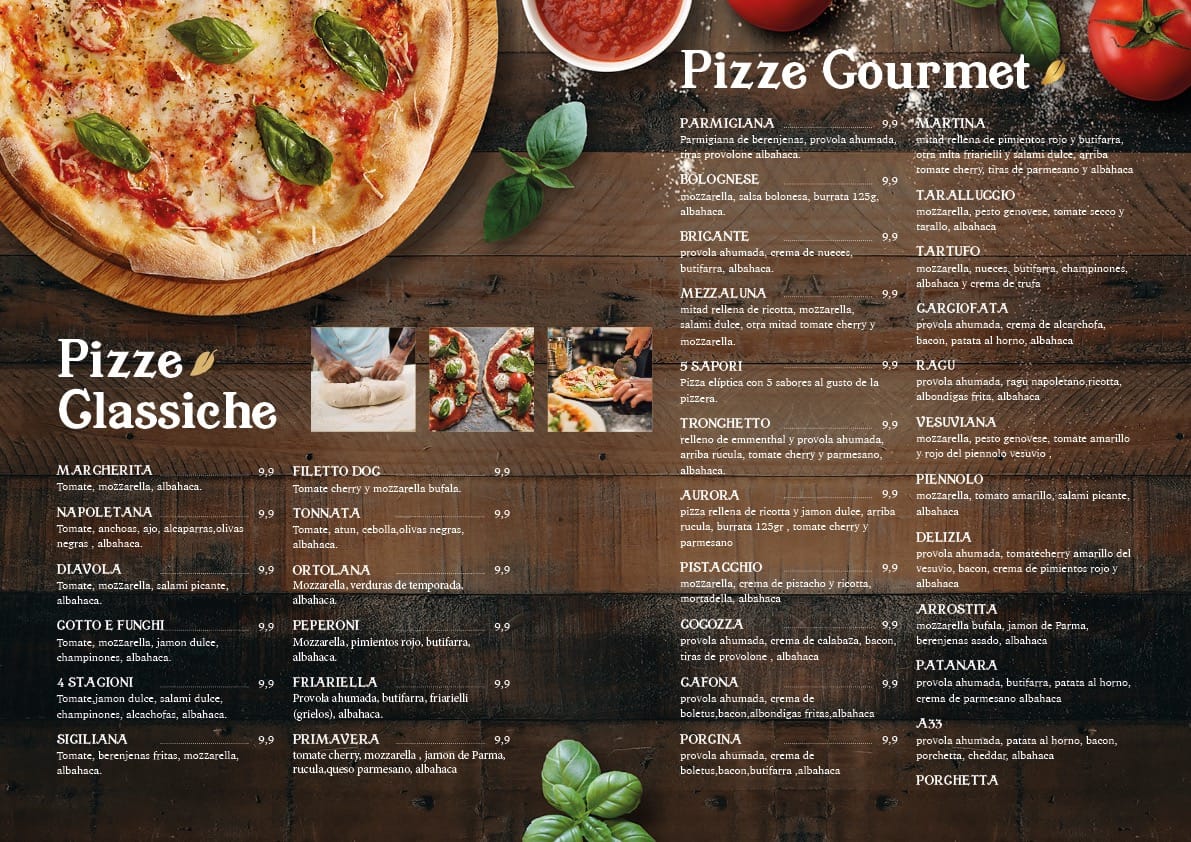 Pizze
Classiche
MARGHERITA 9,9
Tomate, mozzarella, albahaca.
NAPOLETANA 9,9
Tomate, anchoas, ajo, alcaparras,olivas
negras , albahaca.
DIAVOLA 9,9
Tomate, mozzarella, salami picante,
albahaca.
COTTO E FUNGHI 9,9
Tomate, mozzarella, jamon dulce,
champinones, albahaca.
4 STAGIONI 9,9
Tomate,jamon dulce, salami dulce,
champinones, alcachofas, albahaca.
SICILIANA 9,9
Tomate, berenjenas fritas, mozzarella,
albahaca.
FILETTO DOG 9,9
Tomate cherry y mozzarella bufala.
TONNATA 9,9
Tomate, atun, cebolla,olivas negras,
albahaca.
ORTOLANA 9,9
Mozzarella, verduras de temporada,
albahaca.
PEPERONI 9,9
Mozzarella, pimientos rojo, butifarra,
albahaca.
FRIARIELLA 9,9
Provola ahumada, butifarra, friarielli
(grielos), albahaca.
PRIMAVERA 9,9
tomate cherry, mozzarella , jamon de Parma,
rucula,queso parmesano, albahaca
Pizze Gourmet
PARMIGIANA 9,9
Parmigiana de berenjenas, provola ahumada,
tiras provolone albahaca.
BOLOGNESE 9,9
mozzarella, salsa bolonesa, burrata 125g,
albahaca.
BRIGANTE 9,9
provola ahumada, crema de nueces,
butifarra, albahaca.
MEZZALUNA 9,9
mitad rellena de ricotta, mozzarella,
salami dulce, otra mitad tomate cherry y
mozzarella.
5 SAPORI 9,9
Pizza elíptica con 5 sabores al gusto de la
pizzera.
TRONCHETTO 9,9
relleno de emmenthal y provola ahumada,
arriba rucula, tomate cherry y parmesano,
albahaca.
AURORA 9,9
pizza rellena de ricotta y jamon dulce, arriba
rucula, burrata 125gr , tomate cherry y
parmesano
PISTACCHIO 9,9
mozzarella, crema de pistacho y ricotta,
mortadella, albahaca
COCOZZA 9,9
provola ahumada, crema de calabaza, bacon,
tiras de provolone , albahaca
CAFONA 9,9
provola ahumada, crema de
boletus,bacon,albondigas fritas,albahaca
PORCINA 9,9
provola ahumada, crema de
boletus,bacon,butifarra ,albahaca
MARTINA
mitad rellena de pimientos rojo y butifarra,
otra mita friarielli y salami dulce, arriba
tomate cherry, tiras de parmesano y albahaca
TARALLUCCIO
mozzarella, pesto genovese, tomate secco y
tarallo, albahaca
TARTUFO
mozzarella, nueces, butifarra, champinones,
albahaca y crema de trufa
CARCIOFATA
provola ahumada, crema de alcarchofa,
bacon, patata al horno, albahaca
RAGU
provola ahumada, ragu napoletano,ricotta,
albondigas frita, albahaca
VESUVIANA
mozzarella, pesto genovese, tomate amarillo
y rojo del piennolo vesuvio .
PIENNOLO
mozzarella, tomato amarillo, salami picante,
albahaca
DELIZIA
provola ahumada, tomatecherry amarillo del
vesuvio, bacon, crema de pimientos rojo y
albahaca
ARROSTITA
mozzarella bufala, jamon de Parma,
berenjenas asado, albahaca
PATANARA
provola ahumada, butifarra, patata al horno,
crema de parmesano albahaca
A33
provola ahumada, patata al horno, bacon,
porchetta, cheddar, albahaca
PORCHETTA